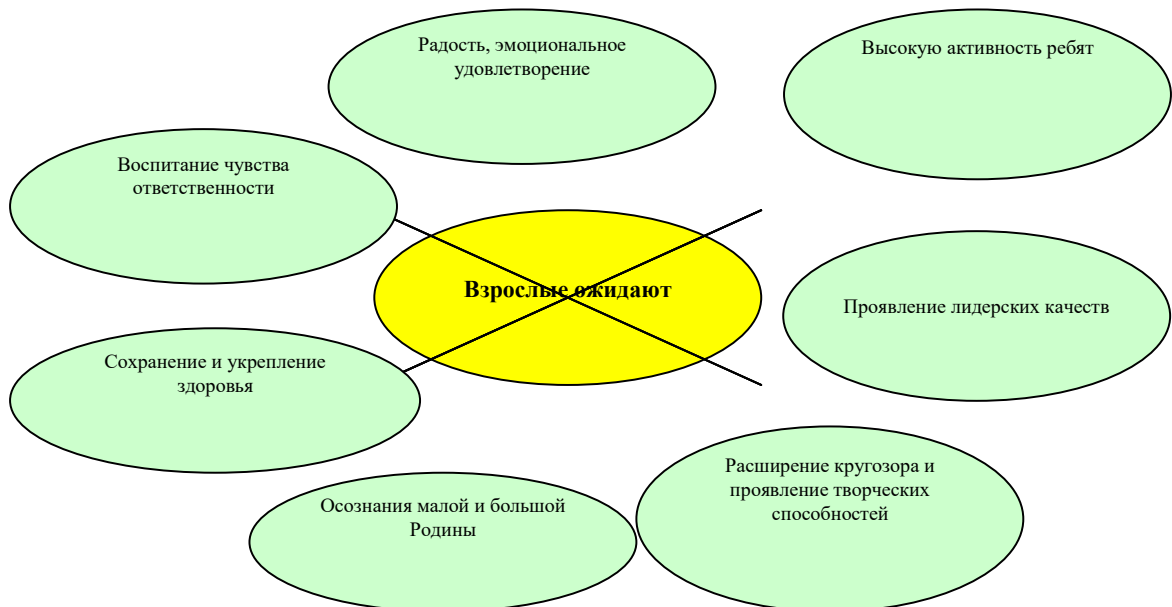 Радость, эмоциональное
удовлетворение
Высокую активность ребят
Воспитание чувства
ответственности
Взрослые ожидают
Проявление лидерских качеств
Сохранение и укрепление
здоровья
Расширение кругозора и
проявление творческих
способностей
Осознания малой и большой
Родины